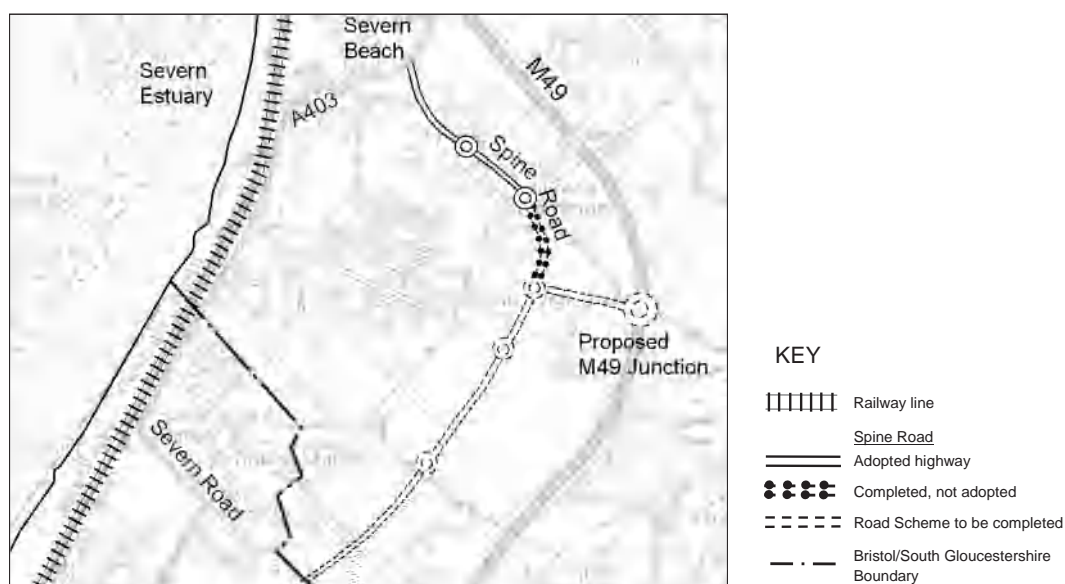 Severn
Beach
Severn
Estuary
M49
A403
Spine
Road
Proposed
M49 Junction
Severn Road
KEY
Railway line
Spine Road
Adopted highway
Completed, not adopted
Road Scheme to be completed
Bristol/South Gloucestershire
Boundary